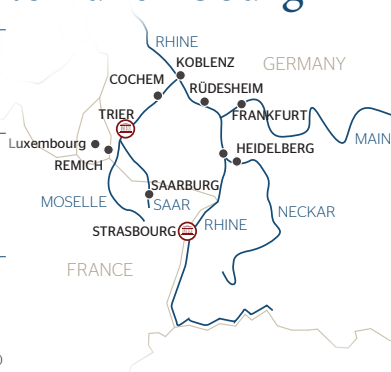 RHINE
KOBLENZ
GERMANY
COCHEM
RÜDESHEIM
TRIER
FRANKFURT
MAIN
Luxembourg
HEIDELBERG
REMICH
SAARBURG
MOSELLE
SAAR
NECKAR
STRASBOURG
RHINE
FRANCE
)